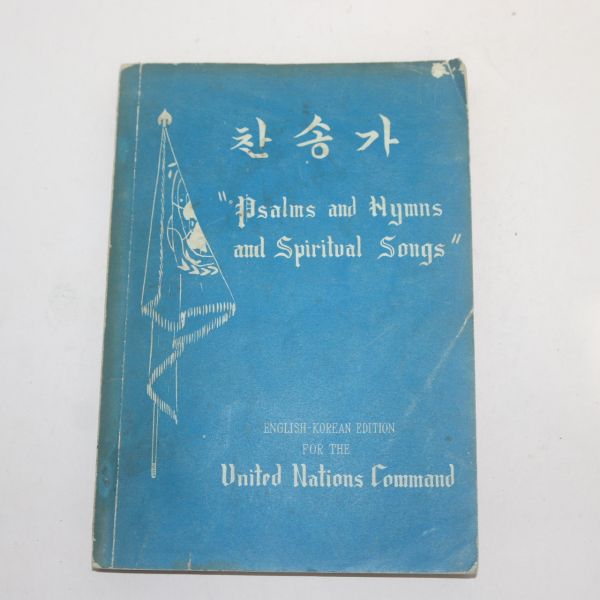 찬송가
"Psalms and Hymns
and Spiritual Songs"
ENGLISH-KOREAN EDITION
FOR THE
United Nations Command